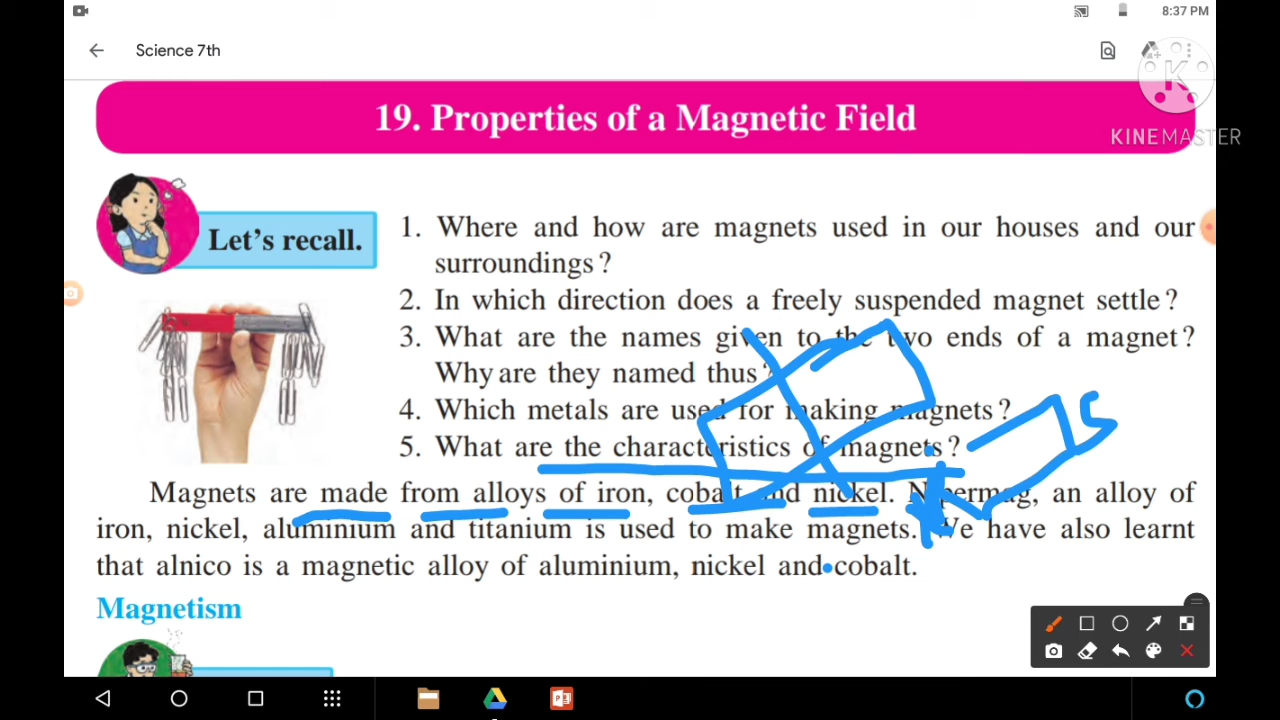 8:37 PM
Science 7th
19. Properties of a Magnetic Field
KINEMASTER
Let's recall.
1. Where and how are magnets used in our houses and our
surroundings ?
2. In which direction does a freely suspended magnet settle ?
3. What are the names given to the two ends of a magnet ?
Why are they named thus ?
4. Which metals are used for making magnets ?
5. What are the characteristics of magnets ?
Magnets are made from alloys of iron, cobalt and nickel. Nipermag, an alloy of
iron, nickel, aluminium and titanium is used to make magnets. We have also learnt
that alnico is a magnetic alloy of aluminium, nickel and cobalt.
Magnetism